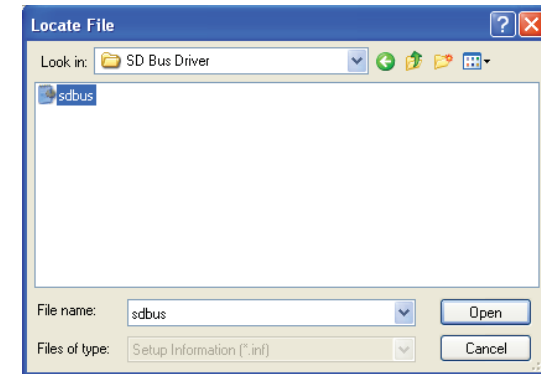 Locate File
Look in: SD Bus Driver
sdbus
File name: sdbus Open
Files of type: Setup Information (*.inf) Cancel